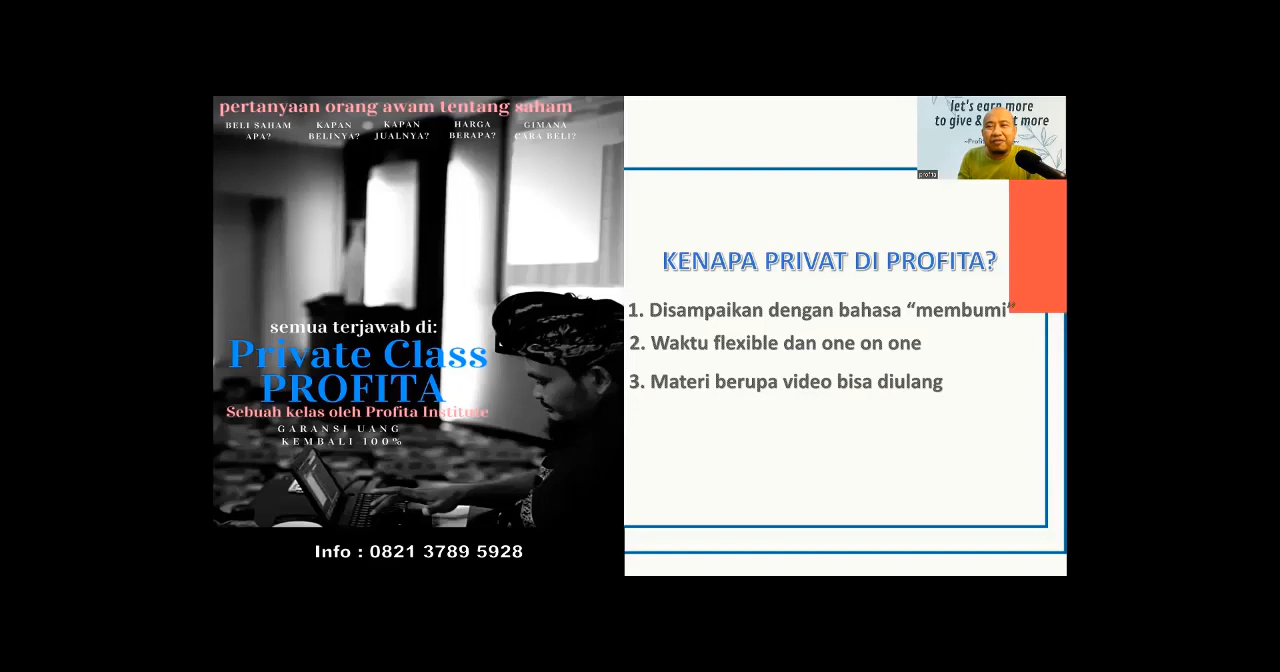 pertanyaan orang awam tentang saham
BELI SAHAM APA?
KAPAN BELINYA?
KAPAN JUALNYA?
HARGA BERAPA?
GIMANA CARA BELI?
semua terjawab di:
Private Class
PROFITA
Sebuah kelas oleh Profita Institute
GARANSI UANG
KEMBALI 100%
Info : 0821 3789 5928
let's earn more
to give &
more
profita
KENAPA PRIVAT DI PROFITA?
1. Disampaikan dengan bahasa “membumi”
2. Waktu flexible dan one on one
3. Materi berupa video bisa diulang